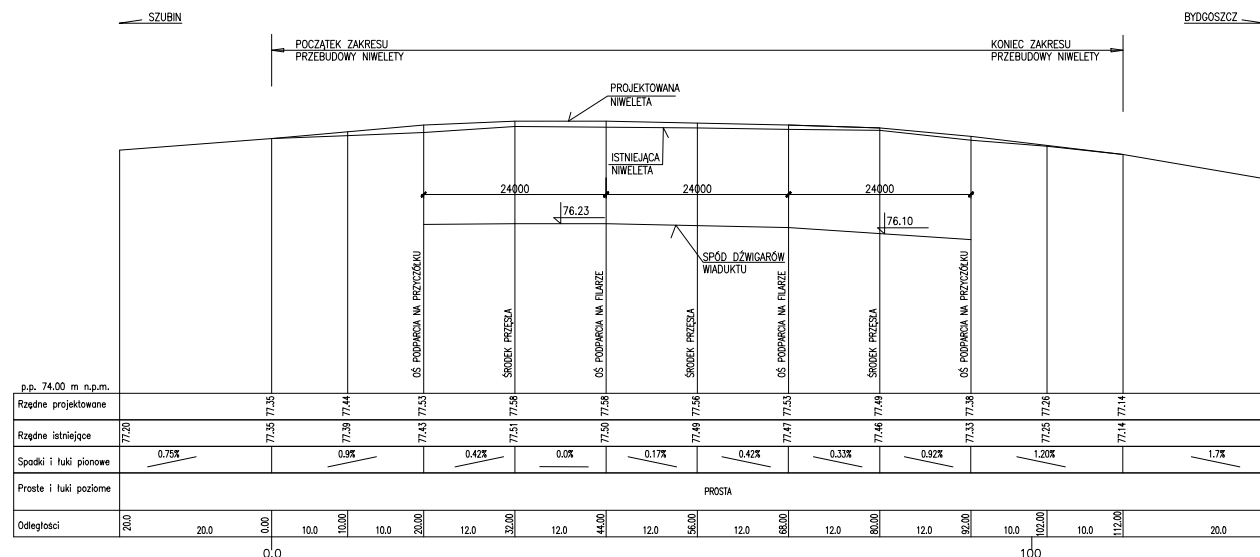 SZUBIN
BYDGOSZCZ
POCZĄTEK ZAKRESU
PRZEBUDOWY NIWELETY
KONIEC ZAKRESU
PRZEBUDOWY NIWELETY
PROJEKTOWANA
NIWELETA
ISTNIEJĄCA
NIWELETA
24000 24000 24000
76.23
76.10
SPÓD DŹWIGARÓW
WIADUKTU
OŚ PODPARCIA NA PRZYCZÓŁKU
ŚRODEK PRZĘSŁA
OŚ PODPARCIA NA FILARZE
ŚRODEK PRZĘSŁA
OŚ PODPARCIA NA FILARZE
ŚRODEK PRZĘSŁA
OŚ PODPARCIA NA PRZYCZÓŁKU
p.p. 74.00 m n.p.m.
Rzędne projektowane 77.35 77.44 77.53 77.58 77.58 77.56 77.53 77.49 77.38 77.26 77.14
Rzędne istniejące 77.20 77.35 77.39 77.43 77.51 77.50 77.49 77.47 77.46 77.33 77.25 77.14
Spadki i łuki pionowe 0.75% 0.9% 0.42% 0.0% 0.17% 0.42% 0.33% 0.92% 1.20% 1.7%
Proste i łuki poziome PROSTA
Odległości 20.0 20.0 0.00 10.0 10.00 10.0 20.00 12.0 32.00 12.0 44.00 12.0 56.00 12.0 68.00 12.0 80.00 12.0 92.00 10.0 102.00 10.0 112.00 20.0
0.0 100